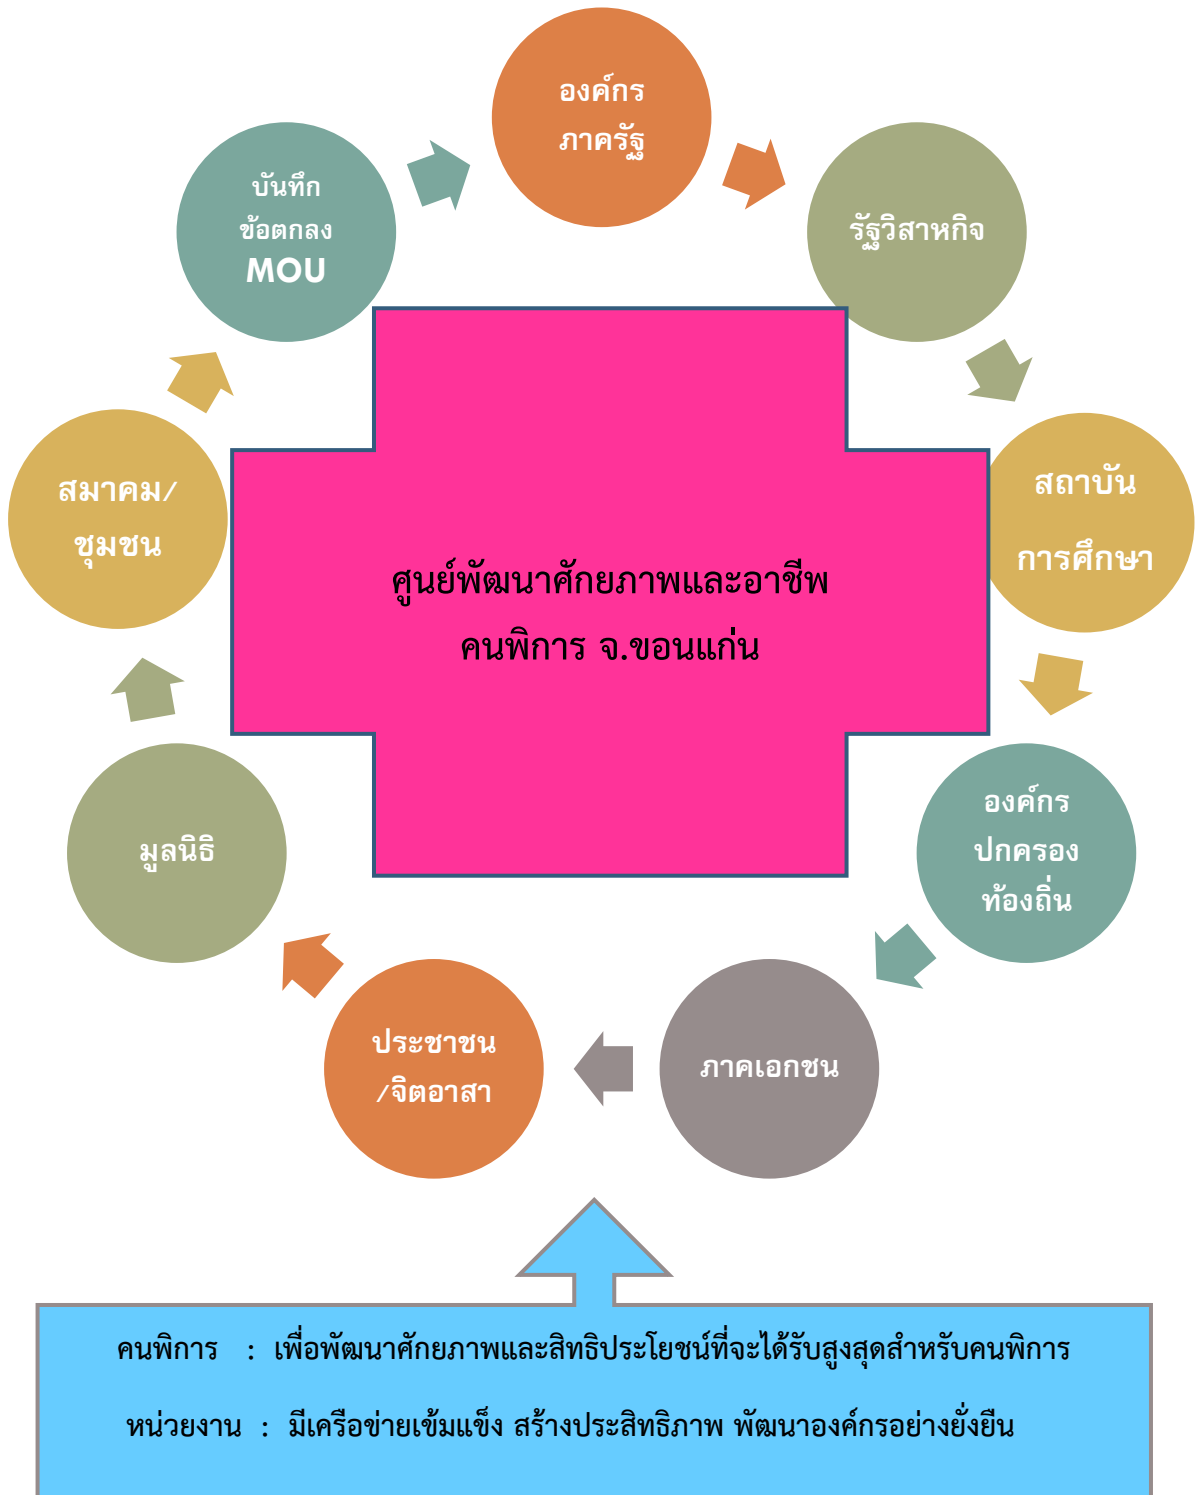 องค์กร
ภาครัฐ
รัฐวิสาหกิจ
สถาบัน
การศึกษา
องค์กร
ปกครอง
ท้องถิ่น
ภาคเอกชน
ประชาชน
/จิตอาสา
มูลนิธิ
สมาคม/
ชุมชน
บันทึก
ข้อตกลง
MOU
ศูนย์พัฒนาศักยภาพและอาชีพ
คนพิการ จ.ขอนแก่น
คนพิการ : เพื่อพัฒนาศักยภาพและสิทธิประโยชน์ที่จะได้รับสูงสุดสำหรับคนพิการ
หน่วยงาน : มีเครือข่ายเข้มแข็ง สร้างประสิทธิภาพ พัฒนาองค์กรอย่างยั่งยืน